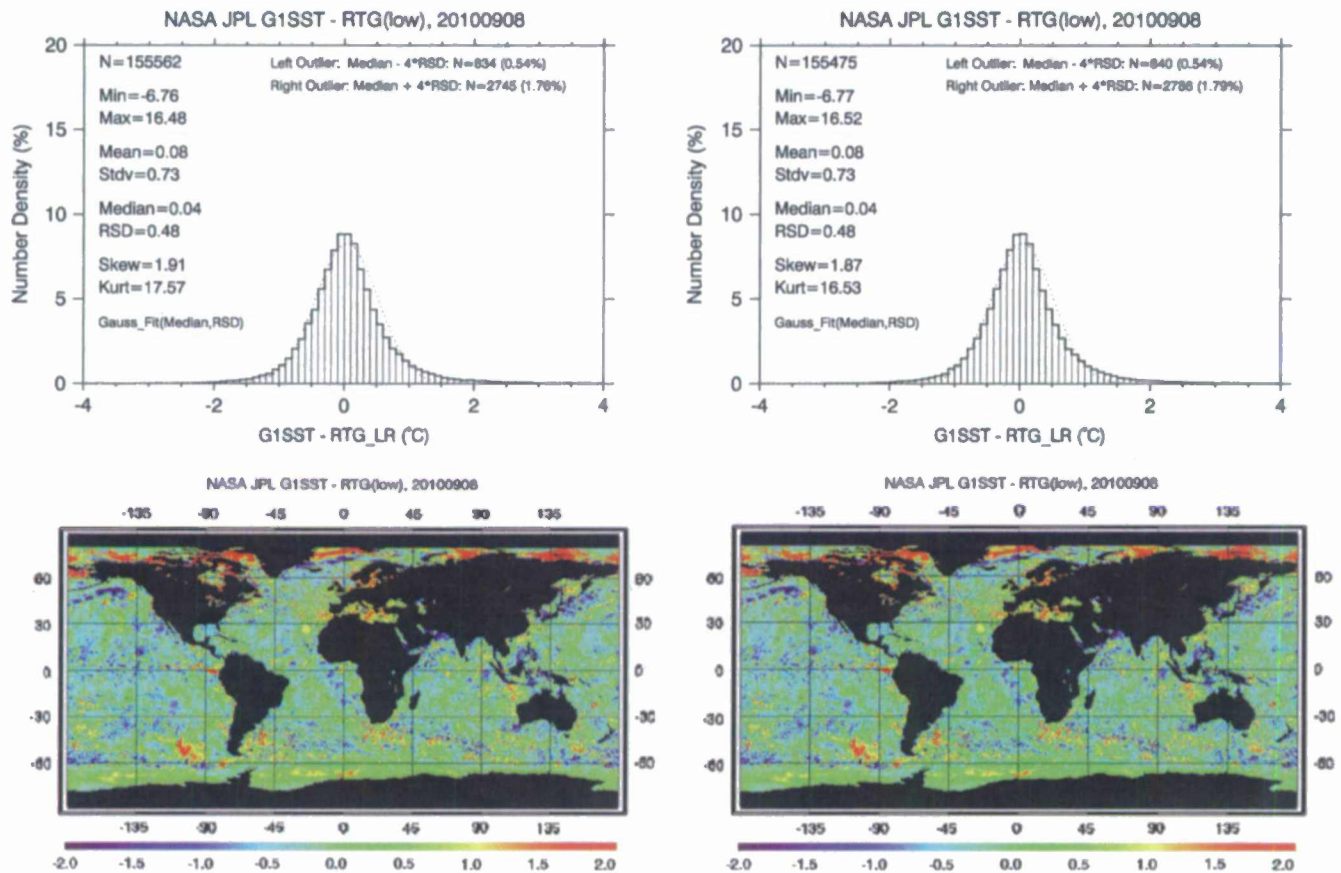 NASA JPL G1SST - RTG(low), 20100908
20
15
10
5
0
Number Density (%)
N=155562
Left Outlier: Median - 4*RSD: N=834 (0.54%)
Right Outlier: Median + 4*RSD: N=2745 (1.76%)
Min=-6.76
Max=16.48
Mean=0.08
Stdv=0.73
Median=0.04
RSD=0.48
Skew=1.91
Kurt=17.57
Gauss_Fit(Median,RSD)
-4 -2 0 2 4
G1SST - RTG_LR (°C)
NASA JPL G1SST - RTG(low), 20100908
20
15
10
5
0
Number Density (%)
N=155475
Left Outlier: Median - 4*RSD: N=840 (0.54%)
Right Outlier: Median + 4*RSD: N=2786 (1.79%)
Min=-6.77
Max=16.52
Mean=0.08
Stdv=0.73
Median=0.04
RSD=0.48
Skew=1.87
Kurt=16.53
Gauss_Fit(Median,RSD)
-4 -2 0 2 4
G1SST - RTG_LR (°C)
NASA JPL G1SST - RTG(low), 20100908
-135 -90 -45 0 45 90 135
60 60
30 30
0 0
-30 -30
-60 -60
-135 -90 -45 0 45 90 135
-2.0 -1.5 -1.0 -0.5 0.0 0.5 1.0 1.5 2.0
NASA JPL G1SST - RTG(low), 20100908
-135 -90 -45 0 45 90 135
60 60
30 30
0 0
-30 -30
-60 -60
-135 -90 -45 0 45 90 135
-2.0 -1.5 -1.0 -0.5 0.0 0.5 1.0 1.5 2.0